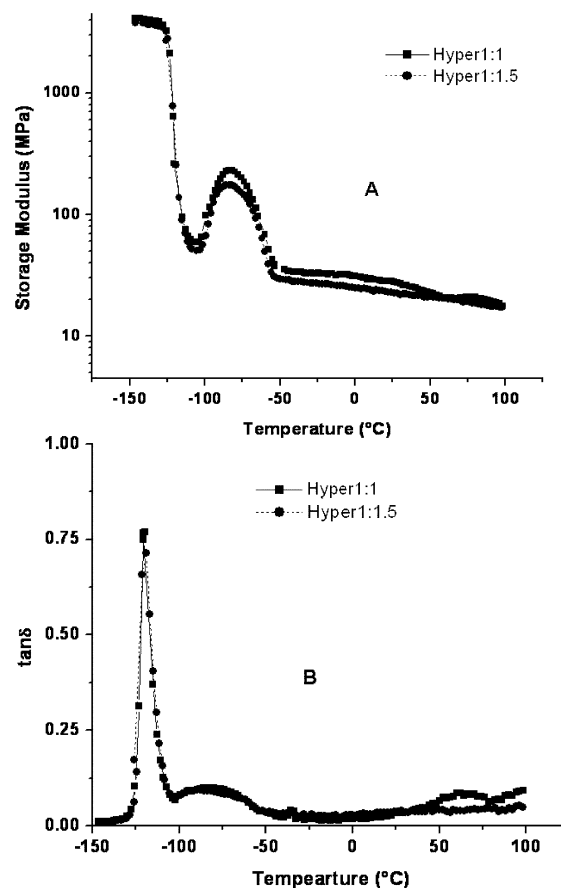 Hyper1:1
Hyper1:1.5
1000
100
10
A
Storage Modulus (MPa)
-150 -100 -50 0 50 100
Temperature (°C)
1.00
0.75
0.50
0.25
0.00
Hyper1:1
Hyper1:1.5
B
tanδ
-150 -100 -50 0 50 100
Tempearture (°C)